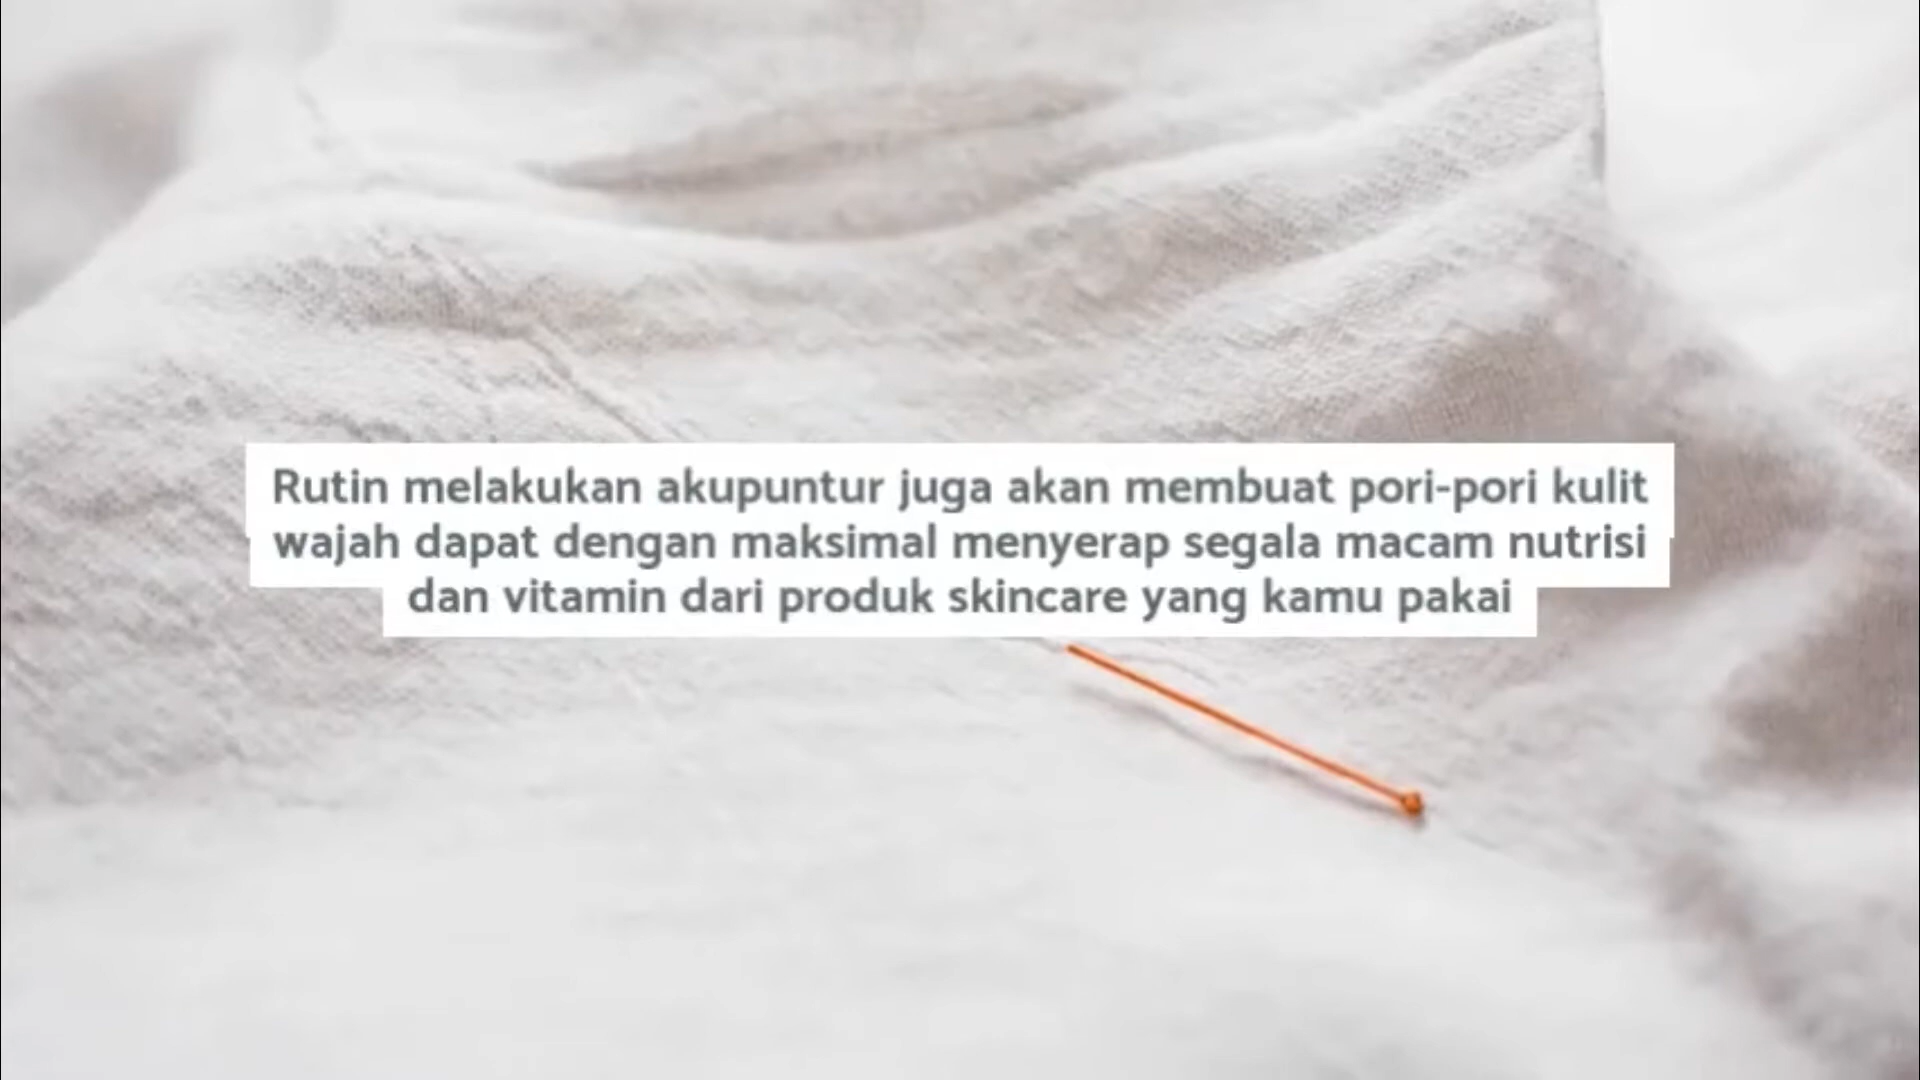 Rutin melakukan akupuntur juga akan membuat pori-pori kulit
wajah dapat dengan maksimal menyerap segala macam nutrisi
dan vitamin dari produk skincare yang kamu pakai